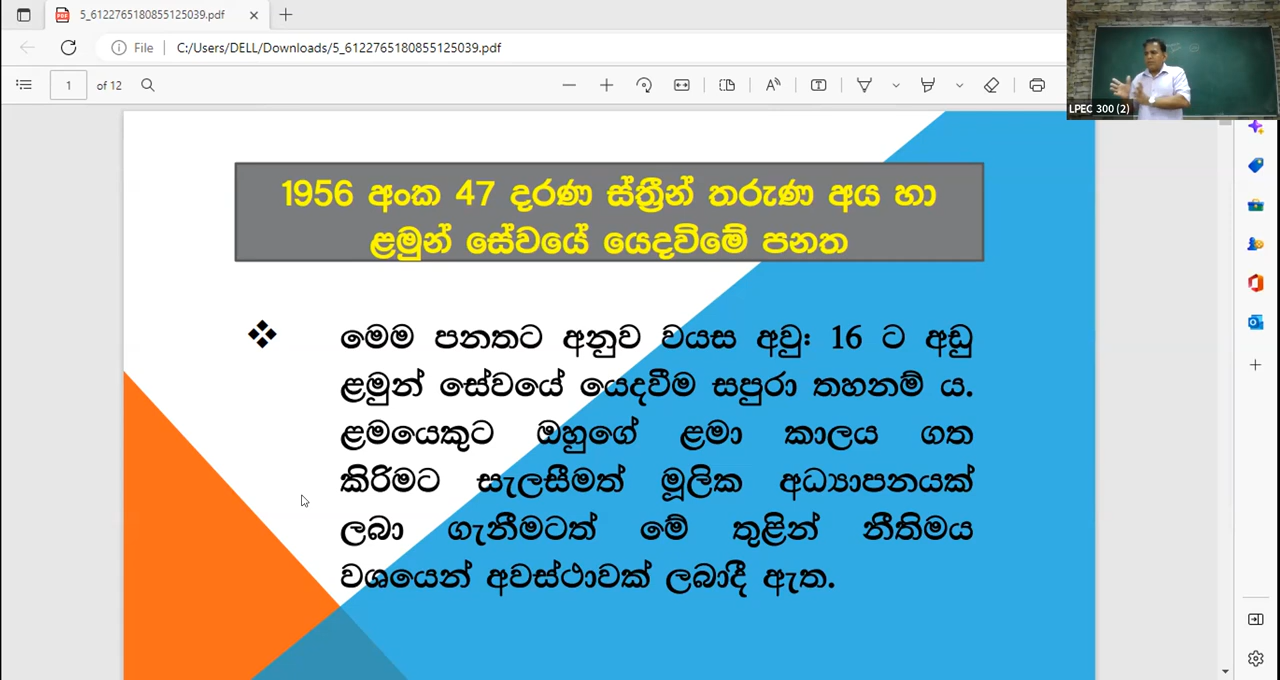 5_6122765180855125039.pdf
File C:/Users/DELL/Downloads/5_6122765180855125039.pdf
1 of 12
LPEC 300 (2)
1956 අංක 47 දරණ ස්ත්‍රීන් තරුණ අය හා
ළමුන් සේවයේ යෙදවිමේ පනත
මෙම පනතට අනුව වයස අවු: 16 ට අඩු
ළමුන් සේවයේ යෙදවීම සපුරා තහනම් ය.
ළමයෙකුට ඔහුගේ ළමා කාලය ගත
කිරිමට සැලසීමත් මූලික අධ්‍යාපනයක්
ලබා ගැනීමටත් මේ තුළින් නීතිමය
වශයෙන් අවස්ථාවක් ලබාදී ඇත.